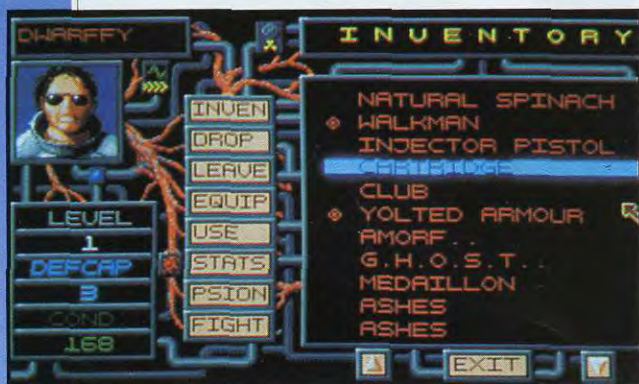 DWARFFY
INVENTORY
INVEN
DROP
LEAVE
EQUIP
USE
STATS
PSION
FIGHT
LEVEL
1
DEFCAP
3
COND
168
NATURAL SPINACH
WALKMAN
INJECTOR PISTOL
CARTRIDGE
CLUB
YOLTED ARMOUR
AMORF..
G.H.O.S.T..
MEDAILLON
ASHES
ASHES
EXIT